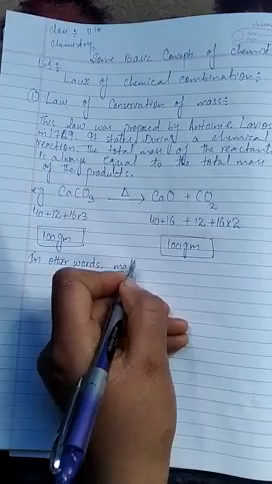 class: 11th
chemistry
Some Basic Concept of chemist
L-1:
Laws of chemical combination:
① Law of Conservation of mass:
This law was proposed by Antoine Lavois
in 1789. It states, During a chemical
reaction, the total mass of the reactant
is always equal to the total mass
of the products.
eg CaCO3 —Δ→ CaO + CO2
40+12+16×3 40+16 + 12+16×2
100gm 100gm
In other words, ma